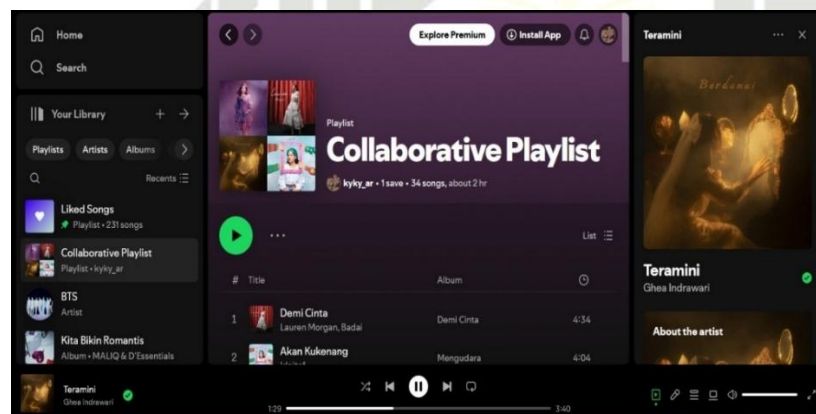 Home
Search
Your Library
Playlists Artists Albums
Recents
Liked Songs
Playlist • 231 songs
Collaborative Playlist
Playlist • kyky_ar
BTS
Artist
Kita Bikin Romantis
Album • MALIQ & D'Essentials
Explore Premium Install App
Playlist
Collaborative Playlist
kyky_ar • 1 save • 34 songs, about 2 hr
List
# Title Album
1 Demi Cinta Demi Cinta 4:34
Lauren Morgan, Badai
2 Akan Kukenang Mengudara 4:04
Teramini
Berdamai
Teramini
Ghea Indrawari
About the artist
Teramini
Ghea Indrawari
1:29 3:40